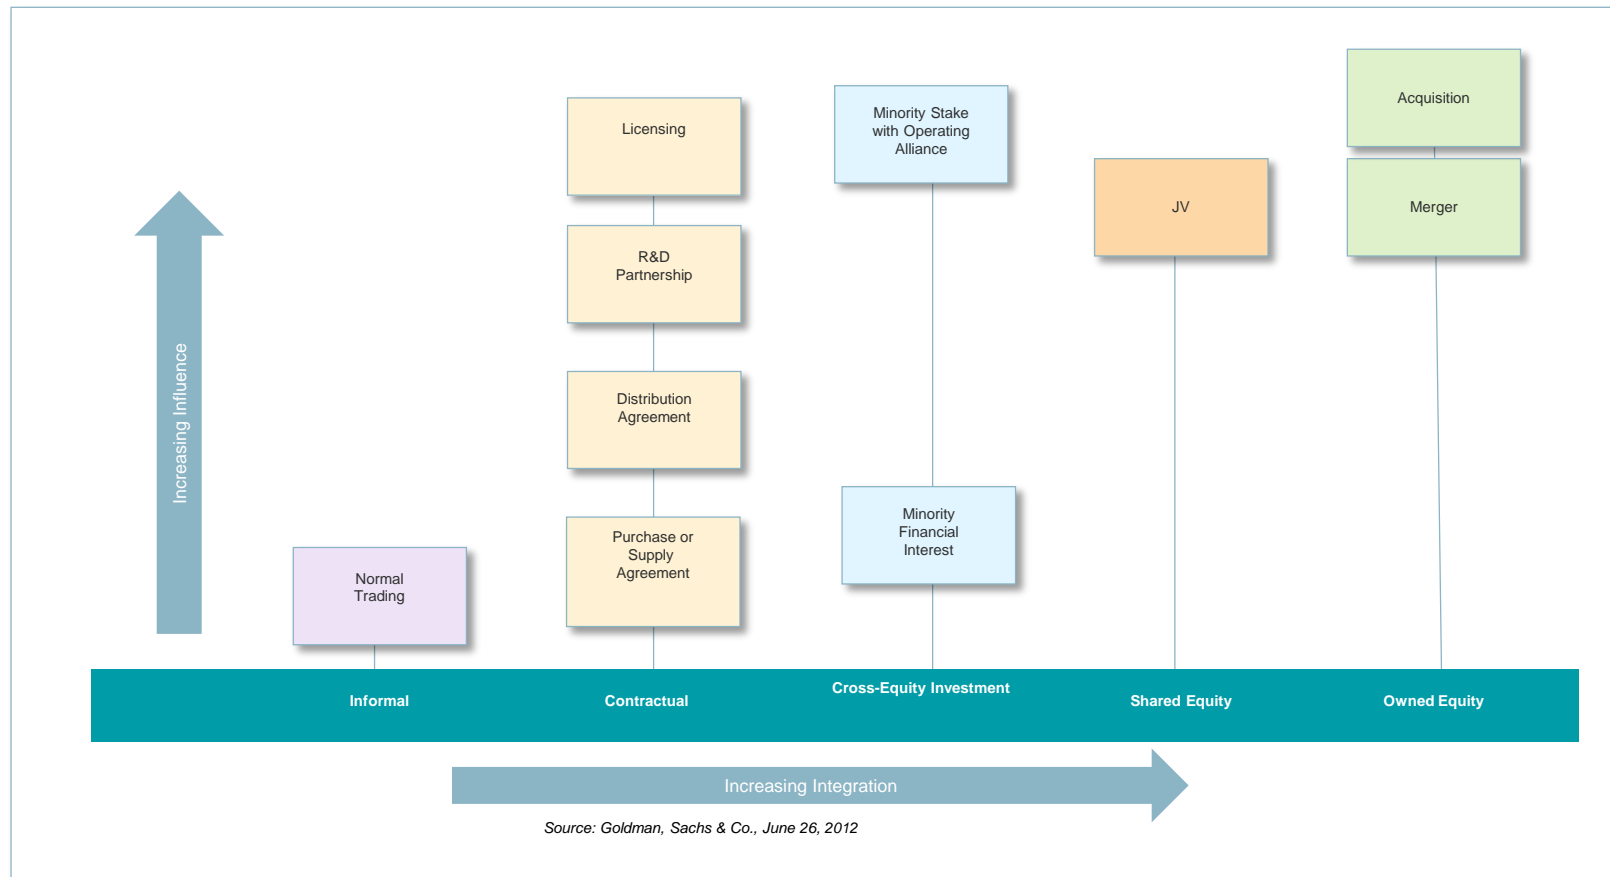 Acquisition
Licensing
Minority Stake
with Operating
Alliance
JV
Merger
R&D
Partnership
Increasing Influence
Distribution
Agreement
Purchase or
Supply
Agreement
Minority
Financial
Interest
Normal
Trading
Informal
Contractual
Cross-Equity Investment
Shared Equity
Owned Equity
Increasing Integration
Source: Goldman, Sachs & Co., June 26, 2012